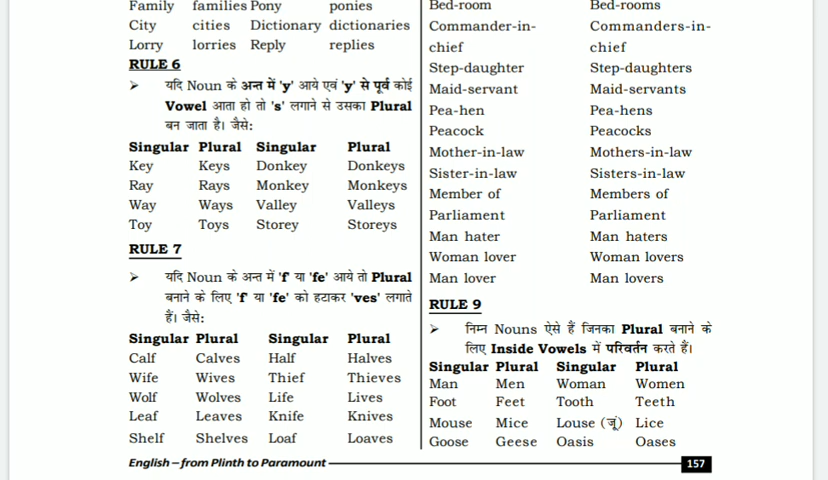 Family families Pony ponies
City cities Dictionary dictionaries
Lorry lorries Reply replies
RULE 6
➢ यदि Noun के अन्त में 'y' आये एवं 'y' से पूर्व कोई
Vowel आता हो तो 's' लगाने से उसका Plural
बन जाता है। जैसे:
Singular Plural Singular Plural
Key Keys Donkey Donkeys
Ray Rays Monkey Monkeys
Way Ways Valley Valleys
Toy Toys Storey Storeys
RULE 7
➢ यदि Noun के अन्त में 'f' या 'fe' आये तो Plural
बनाने के लिए 'f' या 'fe' को हटाकर 'ves' लगाते
हैं। जैसे:
Singular Plural Singular Plural
Calf Calves Half Halves
Wife Wives Thief Thieves
Wolf Wolves Life Lives
Leaf Leaves Knife Knives
Shelf Shelves Loaf Loaves
Bed-room Bed-rooms
Commander-in- Commanders-in-
chief chief
Step-daughter Step-daughters
Maid-servant Maid-servants
Pea-hen Pea-hens
Peacock Peacocks
Mother-in-law Mothers-in-law
Sister-in-law Sisters-in-law
Member of Members of
Parliament Parliament
Man hater Man haters
Woman lover Woman lovers
Man lover Man lovers
RULE 9
➢ निम्न Nouns ऐसे हैं जिनका Plural बनाने के
लिए Inside Vowels में परिवर्तन करते हैं।
Singular Plural Singular Plural
Man Men Woman Women
Foot Feet Tooth Teeth
Mouse Mice Louse (जूं) Lice
Goose Geese Oasis Oases
English – from Plinth to Paramount 157